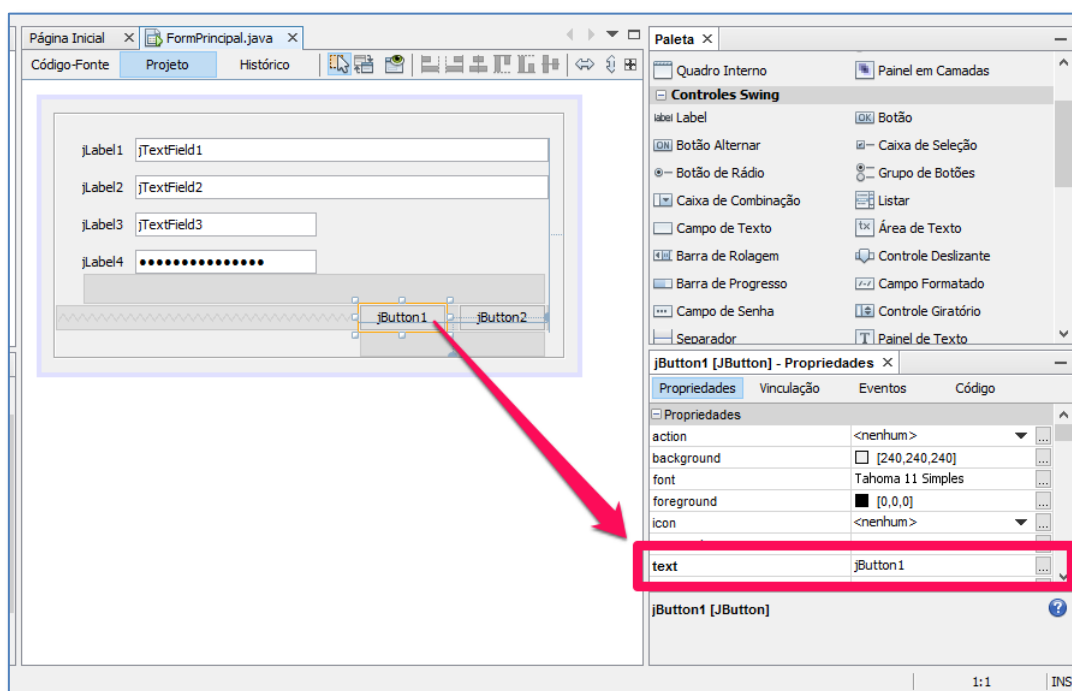 Página Inicial
FormPrincipal.java
Código-Fonte Projeto Histórico
jLabel1 jTextField1
jLabel2 jTextField2
jLabel3 jTextField3
jLabel4
jButton1 jButton2
Paleta
Quadro Interno Painel em Camadas
Controles Swing
label Label OK Botão
ON Botão Alternar Caixa de Seleção
Botão de Rádio Grupo de Botões
Caixa de Combinação Listar
Campo de Texto tx Área de Texto
Barra de Rolagem Controle Deslizante
Barra de Progresso Campo Formatado
Campo de Senha Controle Giratório
Separador T Painel de Texto
jButton1 [JButton] - Propriedades
Propriedades Vinculação Eventos Código
Propriedades
action <nenhum> ...
background [240,240,240] ...
font Tahoma 11 Simples ...
foreground [0,0,0] ...
icon <nenhum> ...
text jButton1 ...
jButton1 [JButton] ?
1:1 INS